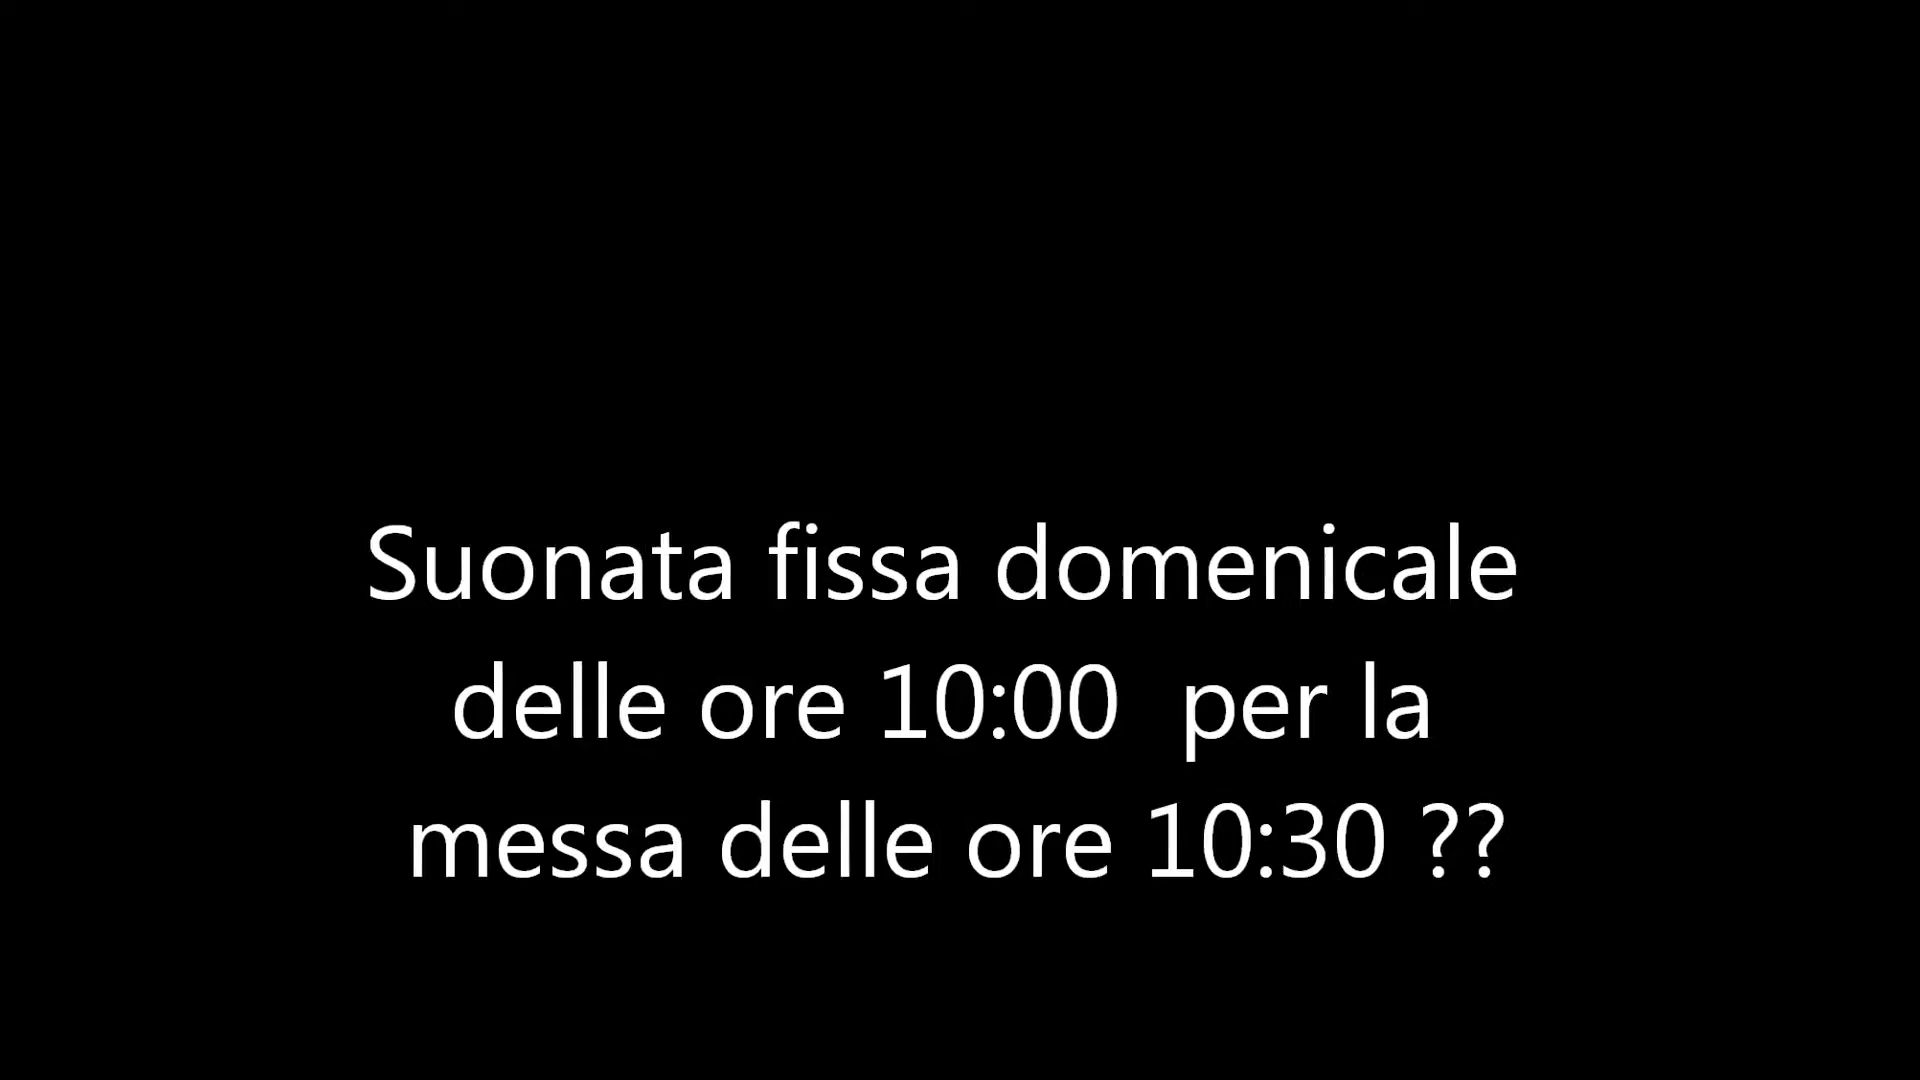 Suonata fissa domenicale
delle ore 10:00  per la
messa delle ore 10:30 ??